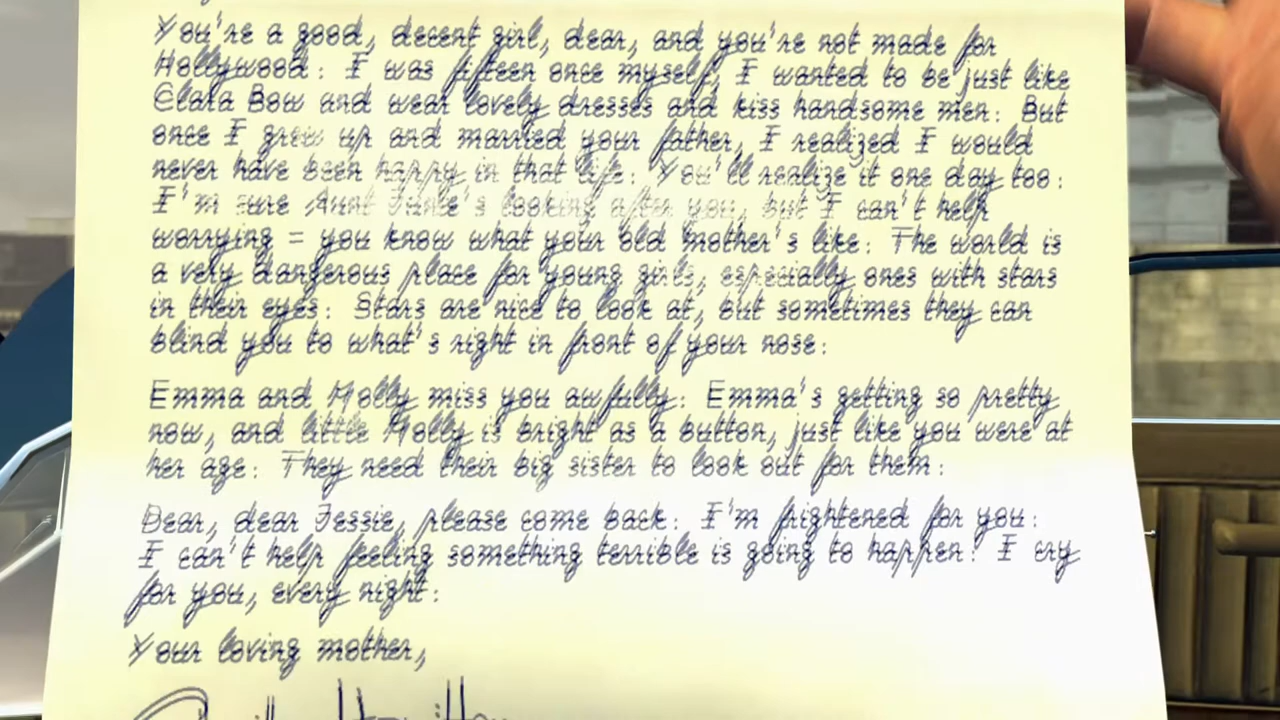 You're a good, decent girl, dear, and you're not made for
Hollywood. I was fifteen once myself, I wanted to be just like
Clara Bow and wear lovely dresses and kiss handsome men. But
once I grew up and married your father, I realized I would
never have been happy in that life. You'll realize it one day too.
I'm sure Aunt June's looking after you, but I can't help
worrying - you know what your old mother's like. The world is
a very dangerous place for young girls, especially ones with stars
in their eyes. Stars are nice to look at, but sometimes they can
blind you to what's right in front of your nose.
Emma and Molly miss you awfully. Emma's getting so pretty
now, and little Molly is bright as a button, just like you were at
her age. They need their big sister to look out for them.
Dear, dear Jessie, please come back. I'm frightened for you.
I can't help feeling something terrible is going to happen. I cry
for you, every night.
Your loving mother,
Hamilton